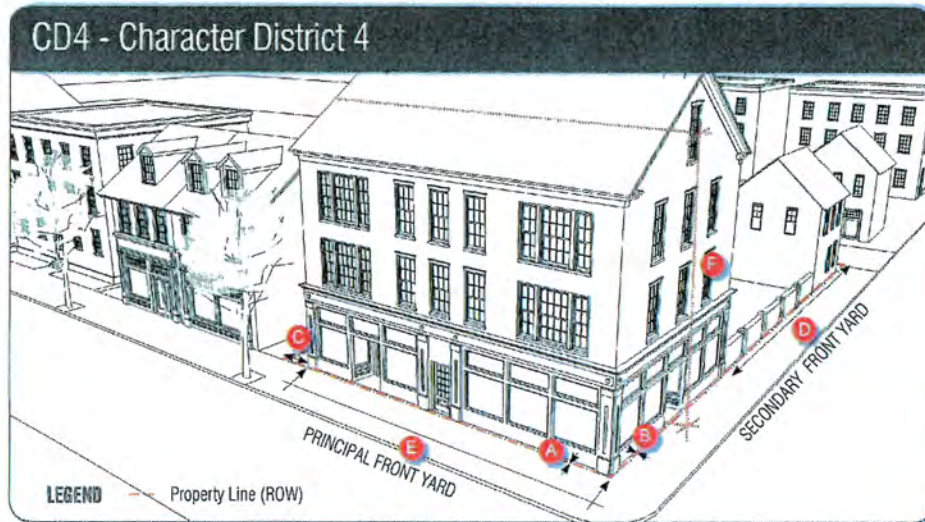 CD4 - Character District 4
F
C
D
SECONDARY FRONT YARD
B
A
E
PRINCIPAL FRONT YARD
LEGEND Property Line (ROW)